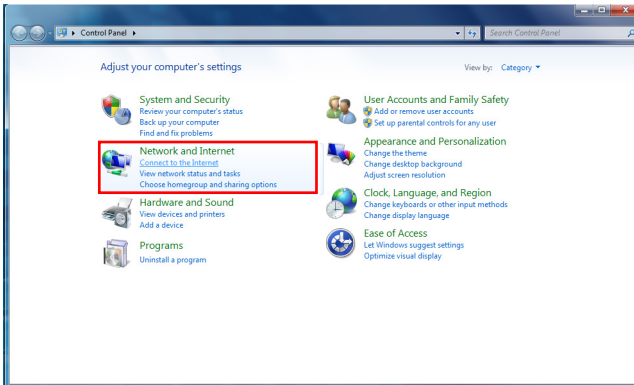 Control Panel
Search Control Panel
Adjust your computer's settings
View by: Category
System and Security
Review your computer's status
Back up your computer
Find and fix problems
Network and Internet
Connect to the Internet
View network status and tasks
Choose homegroup and sharing options
Hardware and Sound
View devices and printers
Add a device
Programs
Uninstall a program
User Accounts and Family Safety
Add or remove user accounts
Set up parental controls for any user
Appearance and Personalization
Change the theme
Change desktop background
Adjust screen resolution
Clock, Language, and Region
Change keyboards or other input methods
Change display language
Ease of Access
Let Windows suggest settings
Optimize visual display